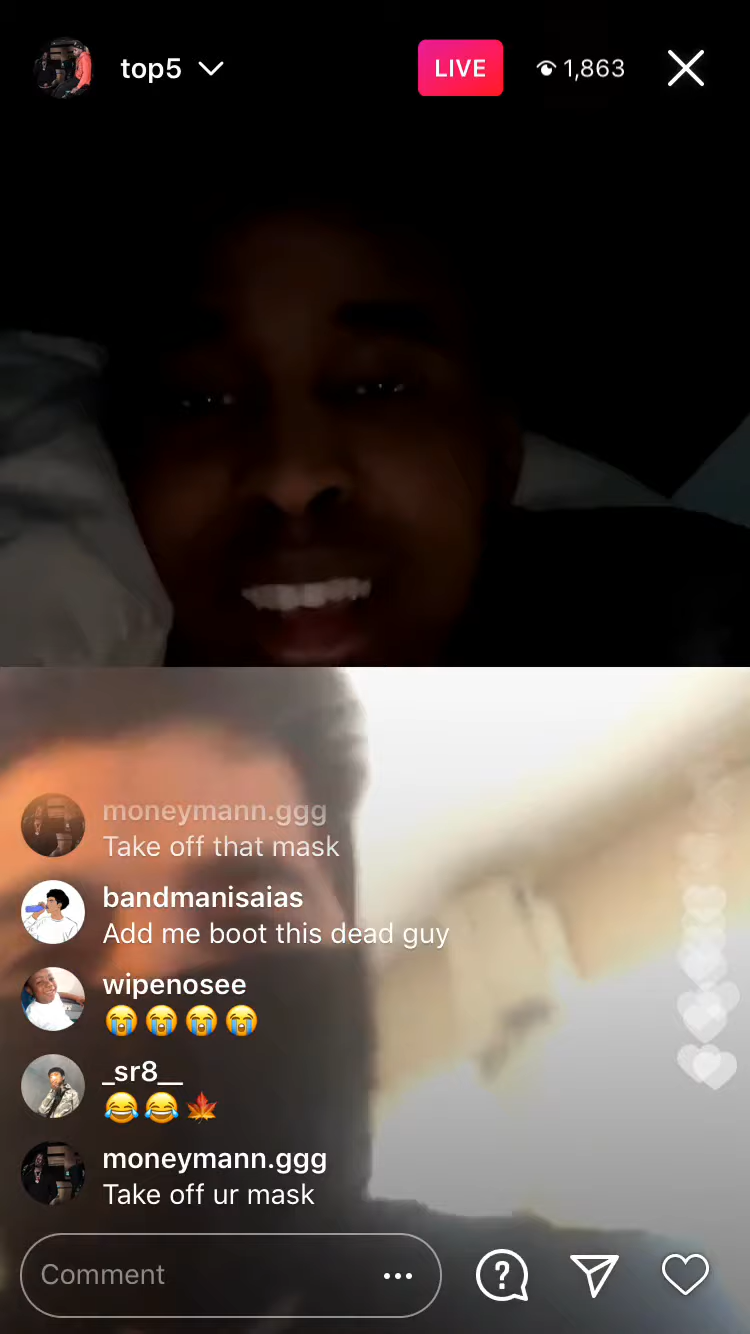 top5
LIVE
1,863
moneymann.ggg
Take off that mask
bandmanisaias
Add me boot this dead guy
wipenosee
😭😭😭😭
_sr8__
😂😂🍁
moneymann.ggg
Take off ur mask
Comment